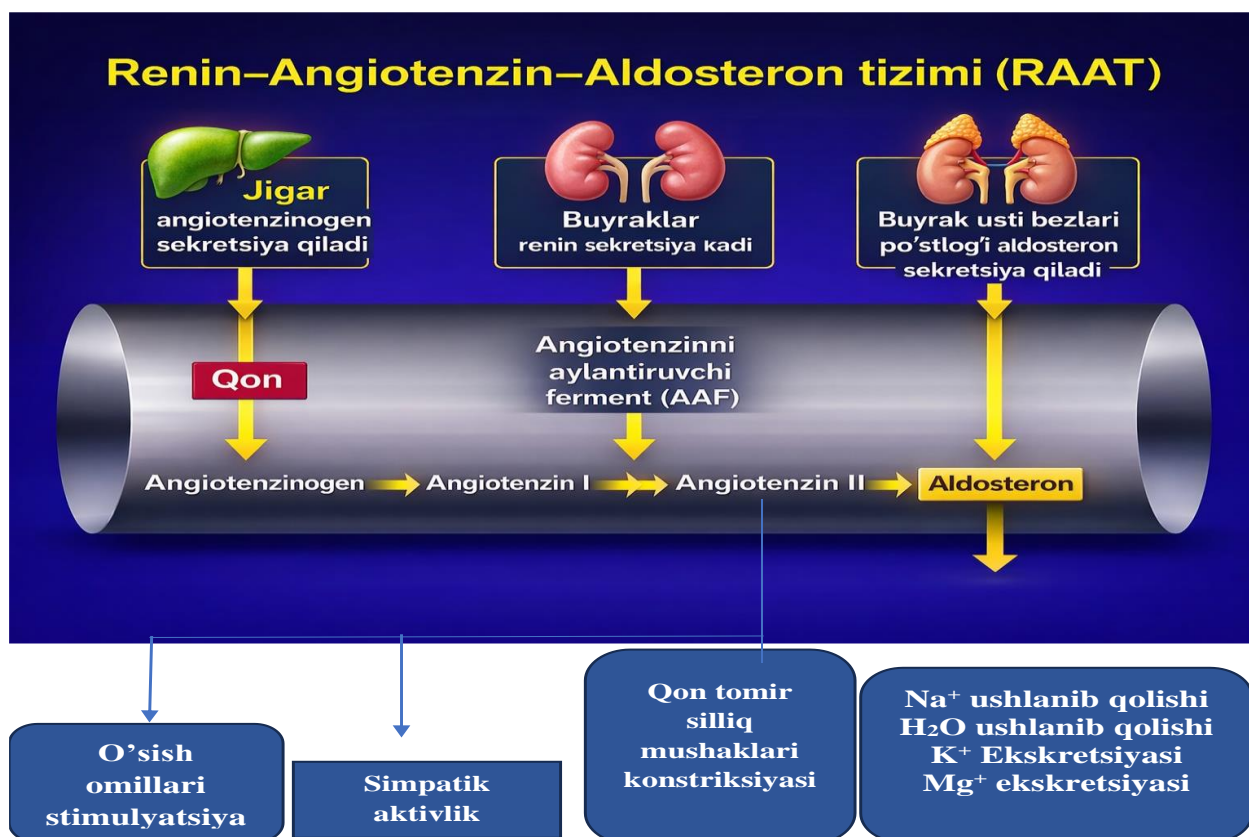 Renin–Angiotenzin–Aldosteron tizimi (RAAT)
Jigar
angiotenzinogen
sekretsiya qiladi
Buyraklar
renin sekretsiya kadi
Buyrak usti bezlari
po'stlog'i aldosteron
sekretsiya qiladi
Qon
Angiotenzinni
aylantiruvchi
ferment (AAF)
Angiotenzinogen
Angiotenzin I
Angiotenzin II
Aldosteron
O’sish
omillari
stimulyatsiya
Simpatik
aktivlik
Qon tomir
silliq
mushaklari
konstriksiyasi
Na⁺ ushlanib qolishi
H₂O ushlanib qolishi
K⁺ Ekskretsiyasi
Mg⁺ ekskretsiyasi